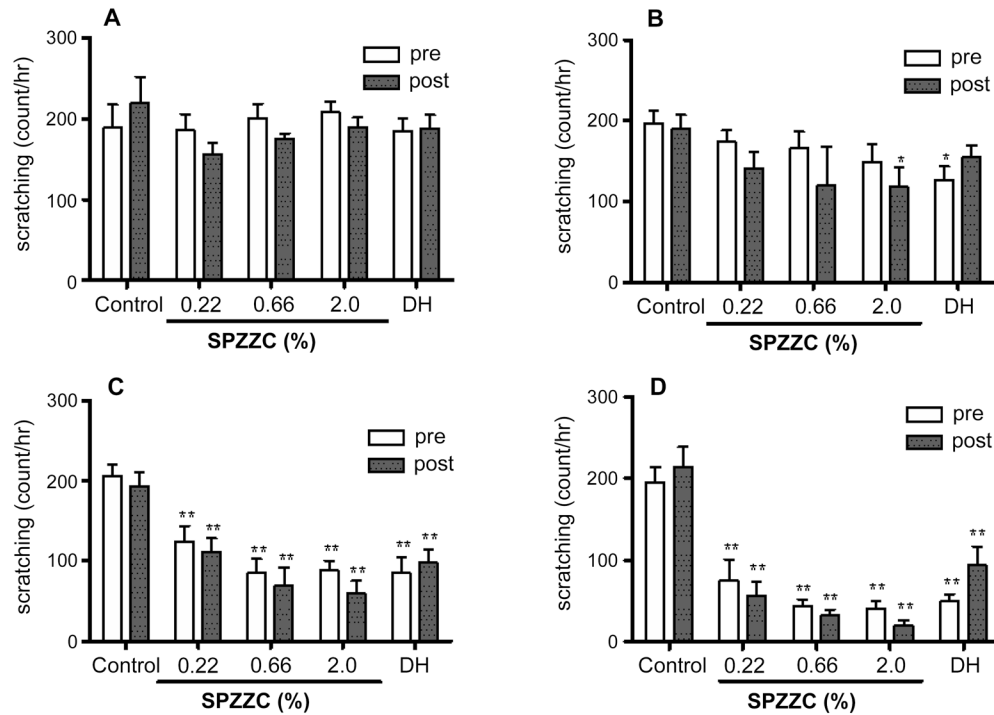 A
300
200
100
0
scratching (count/hr)
pre
post
Control 0.22 0.66 2.0 DH
SPZZC (%)
B
300
200
100
0
scratching (count/hr)
pre
post
* *
Control 0.22 0.66 2.0 DH
SPZZC (%)
C
300
200
100
0
scratching (count/hr)
pre
post
** ** ** ** ** ** ** **
Control 0.22 0.66 2.0 DH
SPZZC (%)
D
300
200
100
0
scratching (count/hr)
pre
post
** ** ** ** ** ** ** **
Control 0.22 0.66 2.0 DH
SPZZC (%)